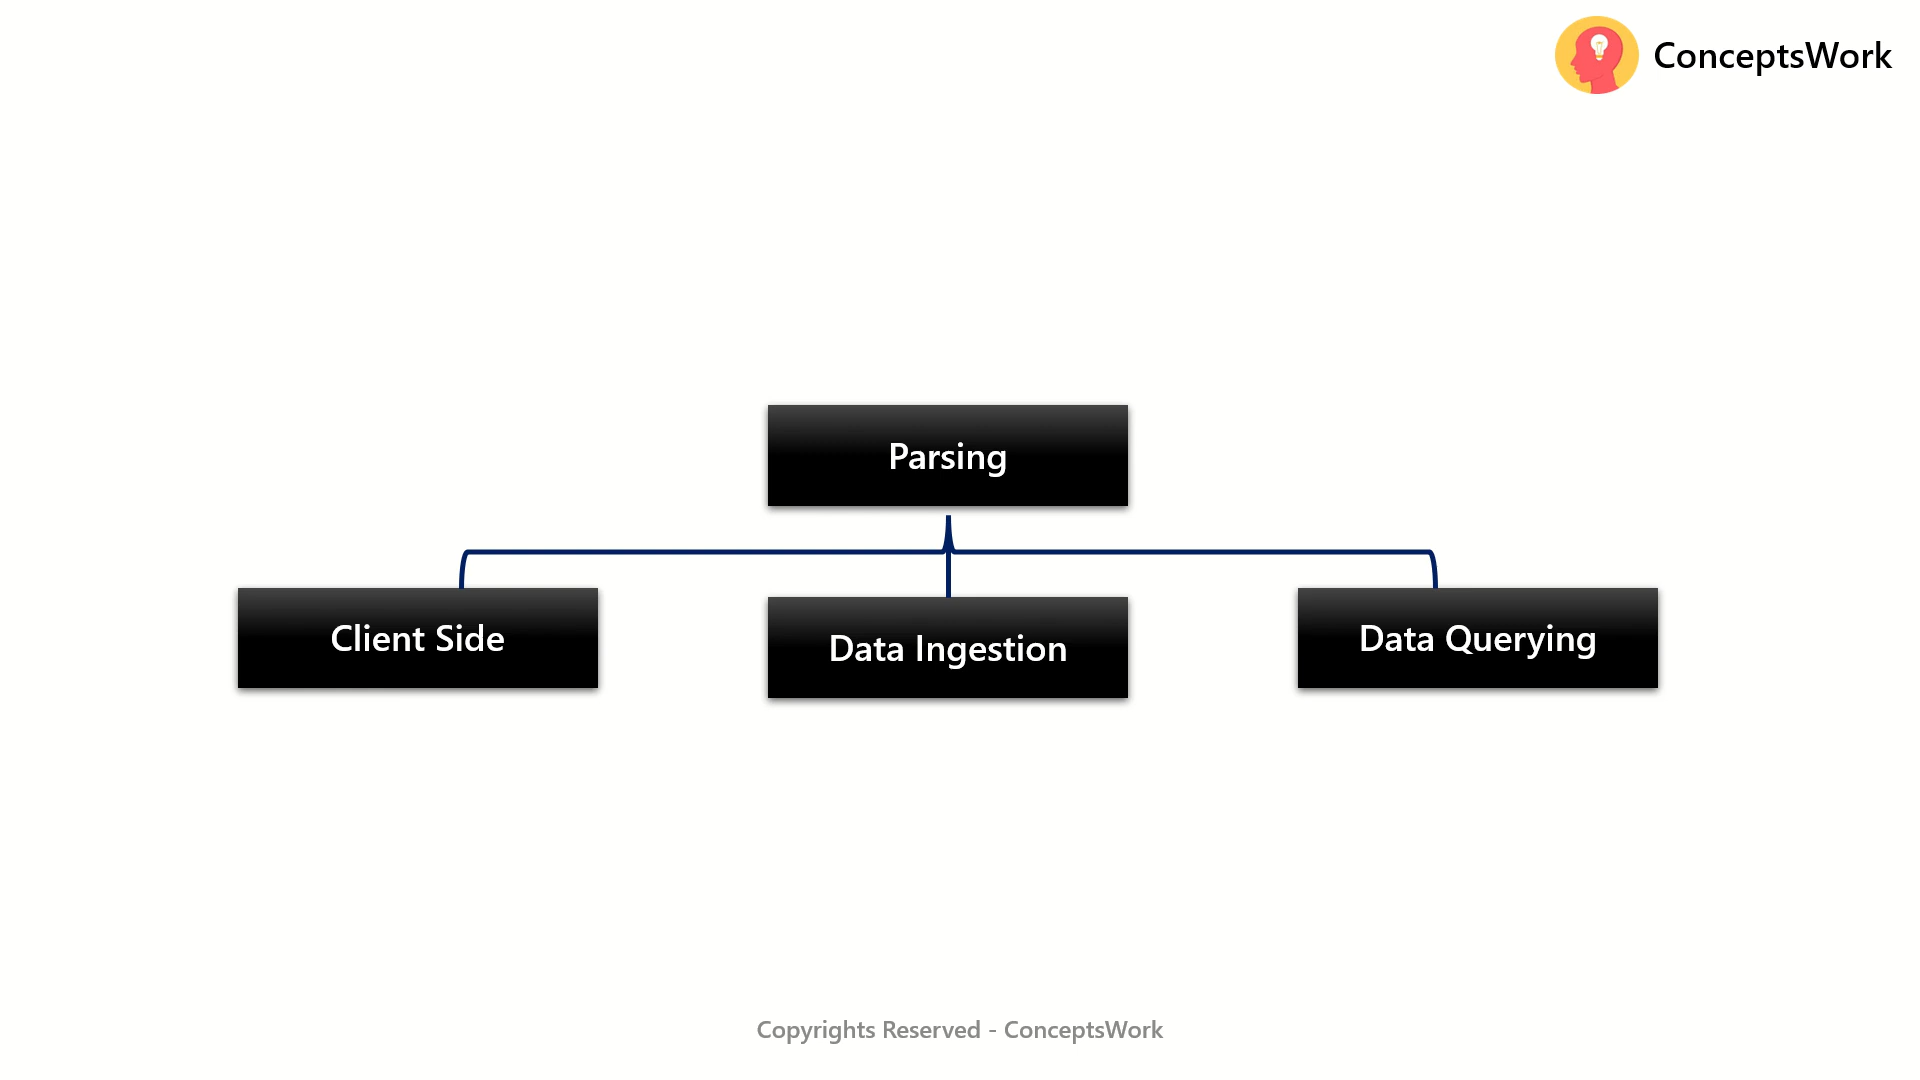 ConceptsWork
Parsing
Client Side
Data Ingestion
Data Querying
Copyrights Reserved - ConceptsWork